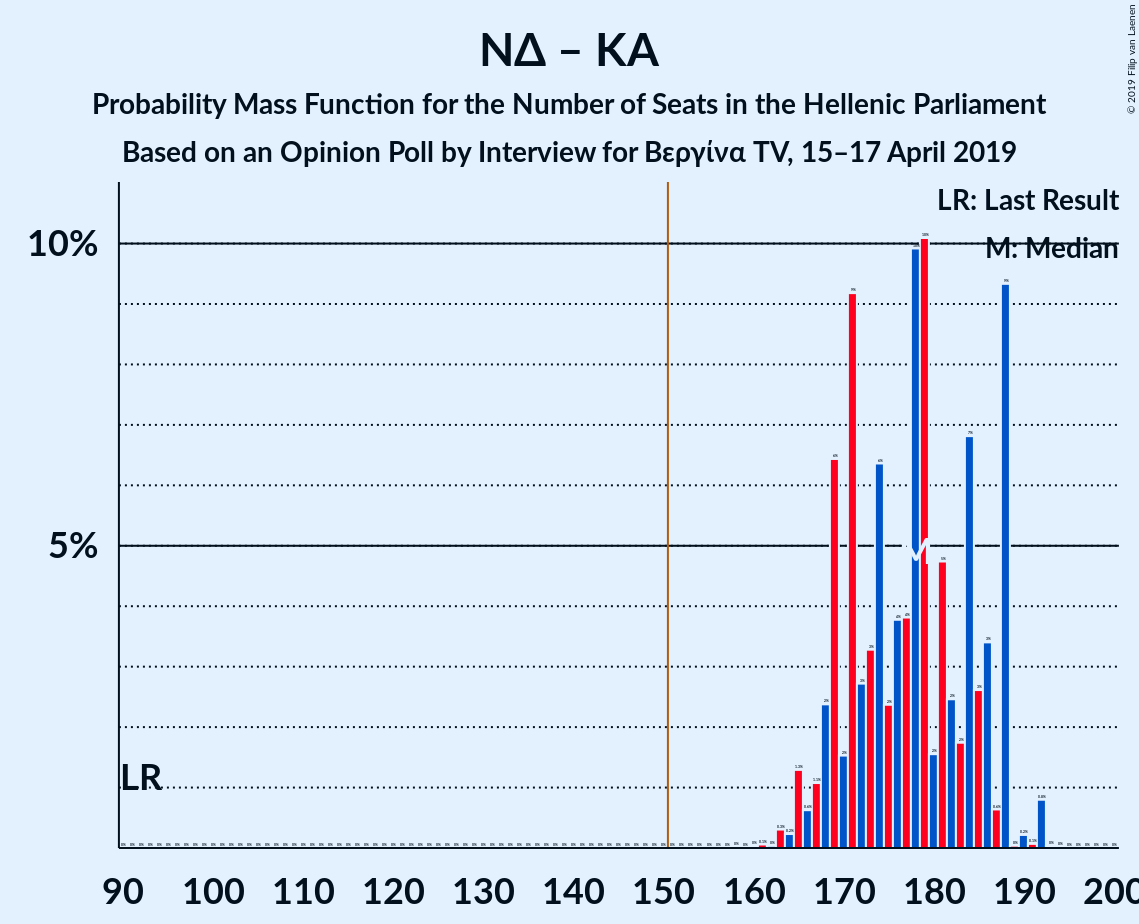 ΝΔ – ΚΑ
Probability Mass Function for the Number of Seats in the Hellenic Parliament
Based on an Opinion Poll by Interview for Βεργίνα TV, 15–17 April 2019
© 2019 Filip van Laenen
LR: Last Result
M: Median
10%
5%
LR
90 100 110 120 130 140 150 160 170 180 190 200